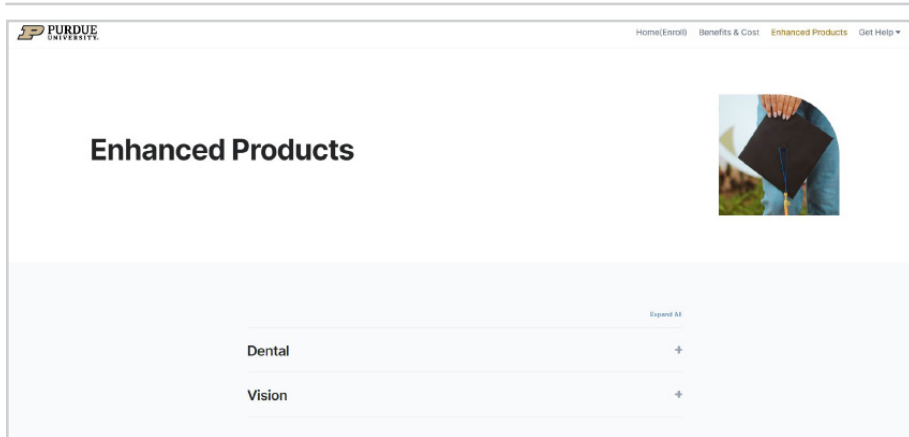 PURDUE
UNIVERSITY.
Home(Enroll) Benefits & Cost Enhanced Products Get Help
Enhanced Products
Expand All
Dental +
Vision +